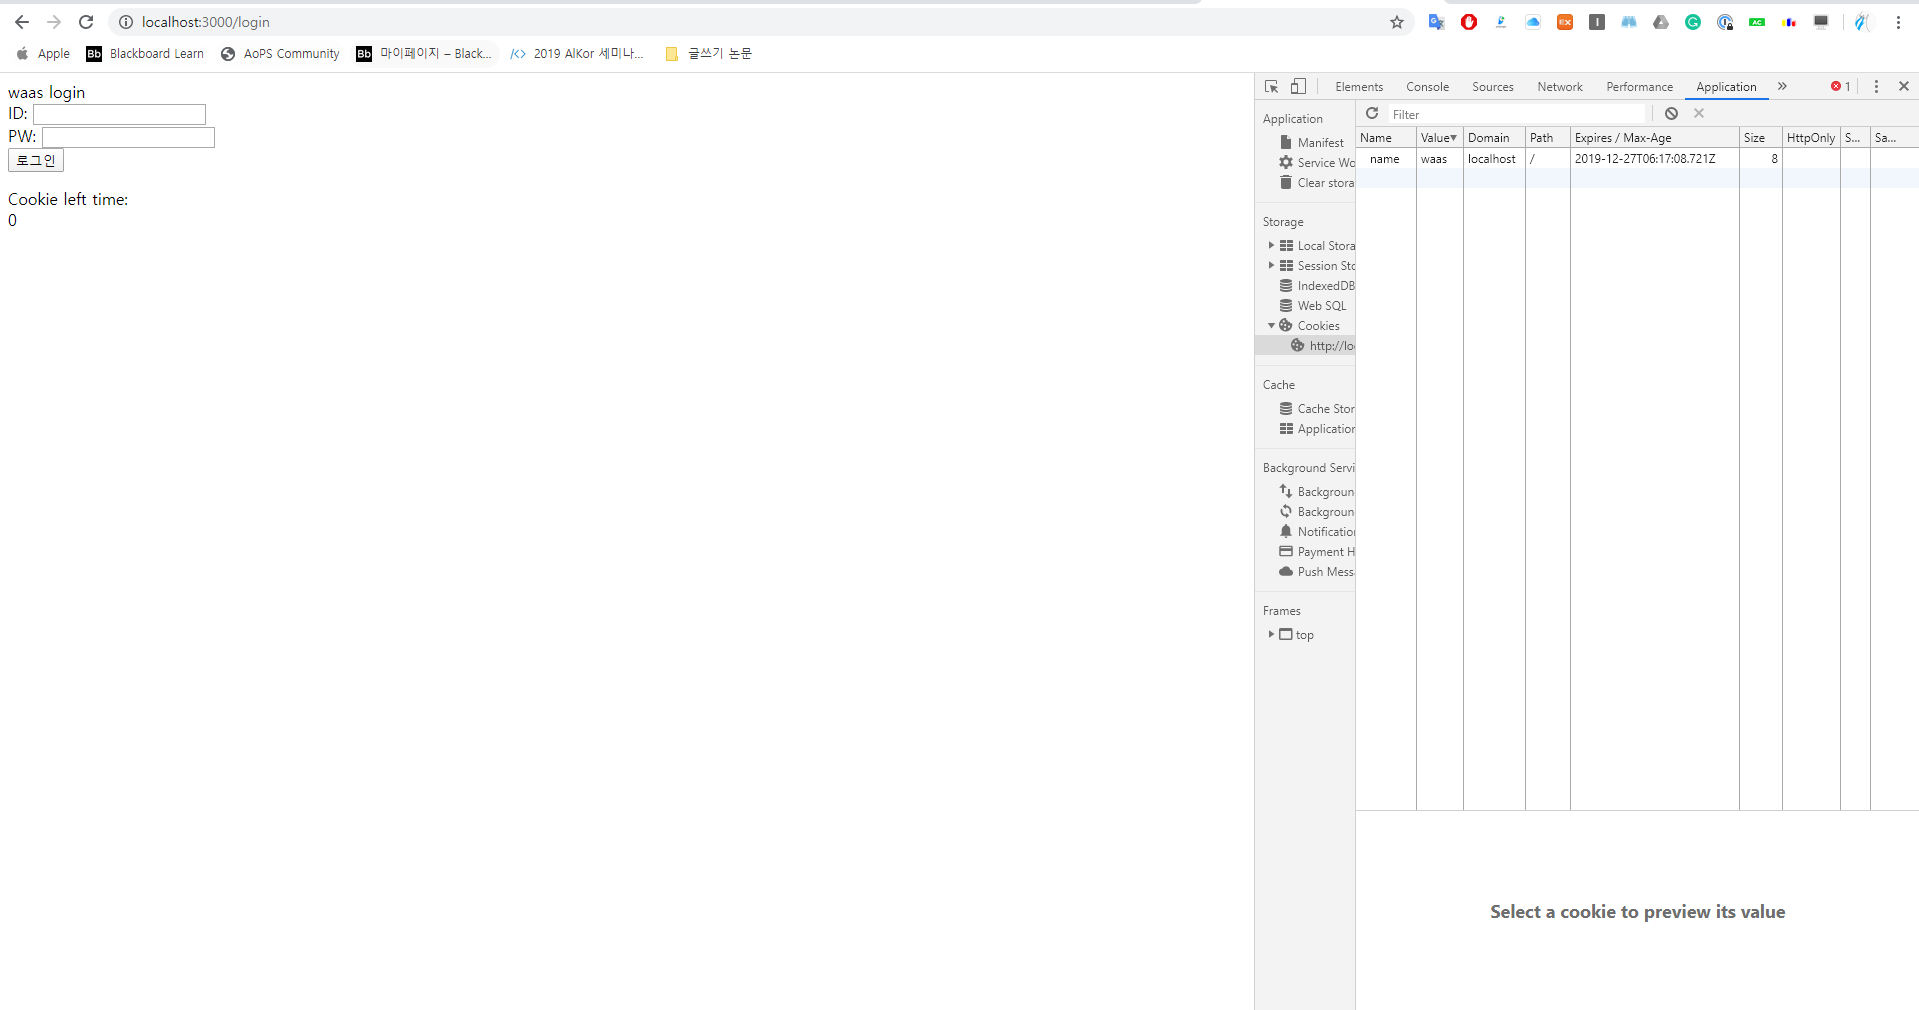 localhost:3000/login
Apple Blackboard Learn AoPS Community 마이페이지 – Black... 2019 AlKor 세미나... 글쓰기 논문
waas login
ID:
PW:
로그인
Cookie left time:
0
Elements Console Sources Network Performance Application » 1
Application
Manifest
Service Wo
Clear stora
Storage
Local Stora
Session Sto
IndexedDB
Web SQL
Cookies
http://lo
Cache
Cache Stor
Application
Background Servi
Backgroun
Backgroun
Notification
Payment H
Push Mess
Frames
top
Filter
Name Value▼ Domain Path Expires / Max-Age Size HttpOnly S... Sa...
name waas localhost / 2019-12-27T06:17:08.721Z 8
Select a cookie to preview its value